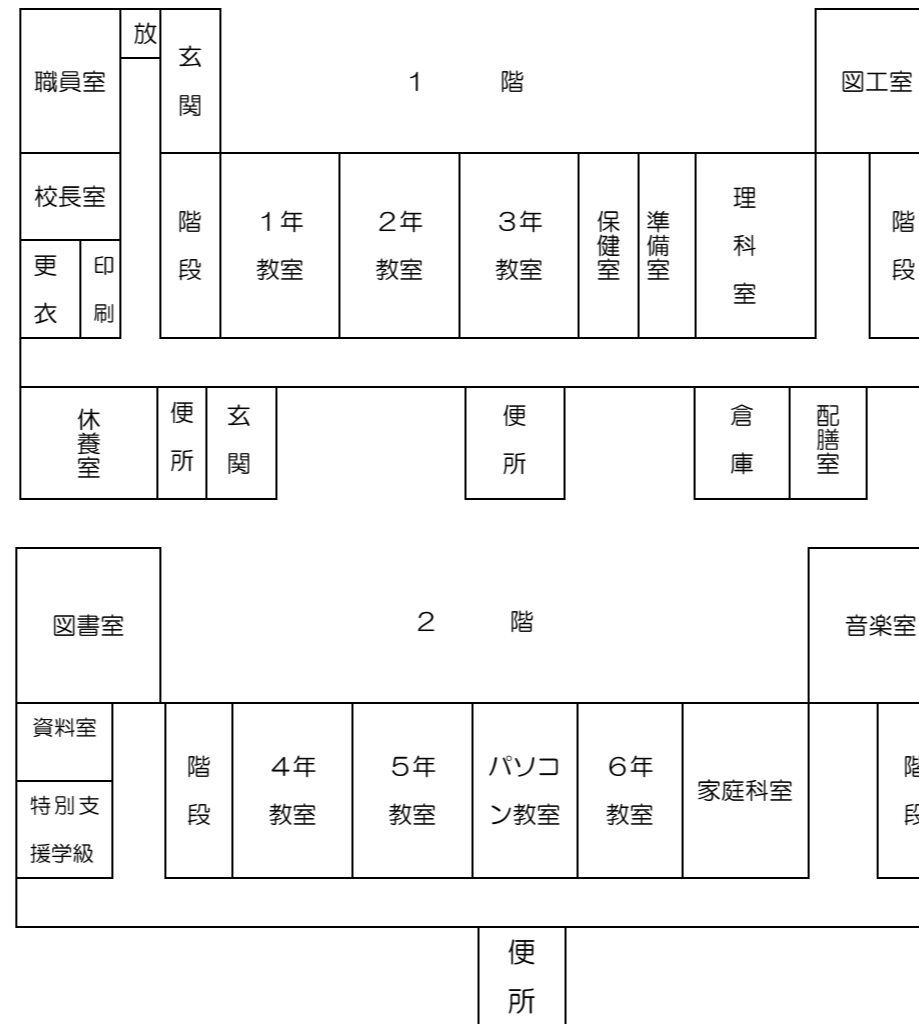 放
職員室
玄関
１　　階
図工室
校長室
階段
１年
教室
２年
教室
３年
教室
保健室
準備室
理科室
階段
更衣
印刷
休養室
便所
玄関
便所
倉庫
配膳室
図書室
２　　階
音楽室
資料室
特別支
援学級
階段
４年
教室
５年
教室
パソコ
ン教室
６年
教室
家庭科室
階段
便所